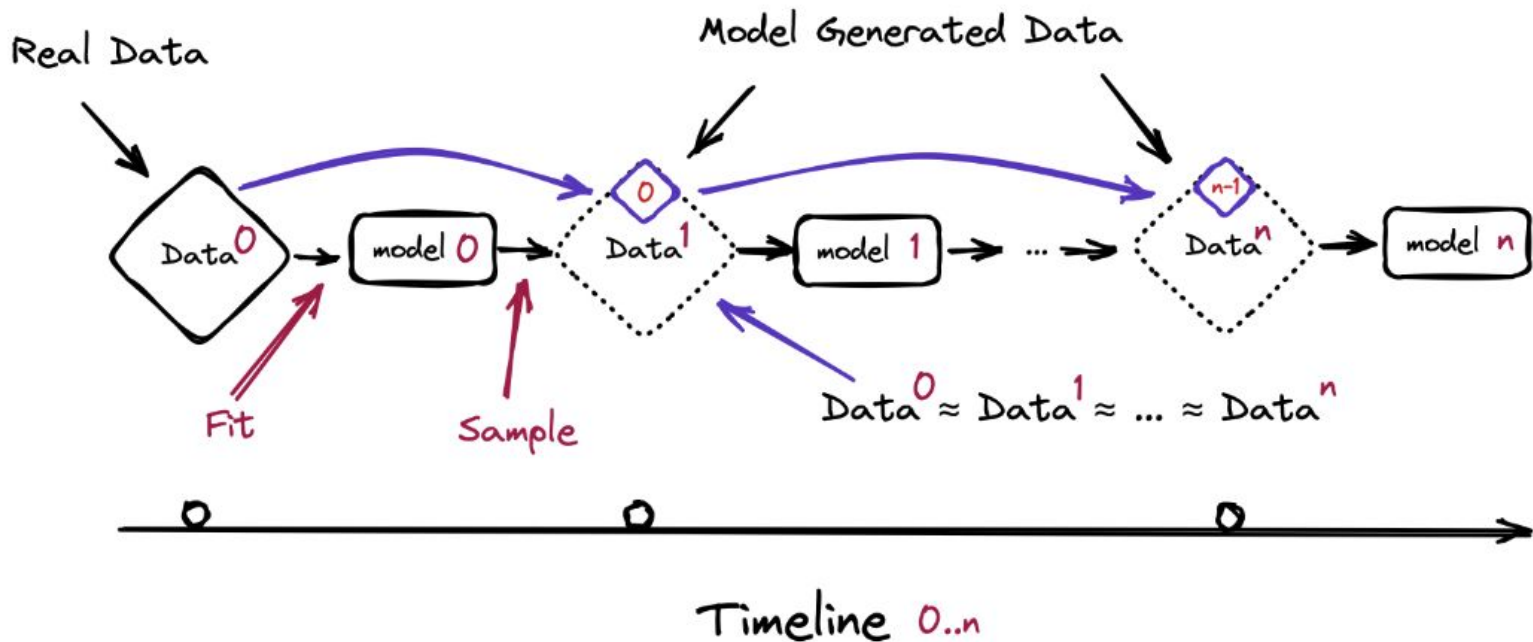 Real Data
Model Generated Data
0
n-1
Data0
model 0
Data1
model 1
...
Datan
model n
Data0 ≈ Data1 ≈ ... ≈ Datan
Fit
Sample
Timeline 0..n